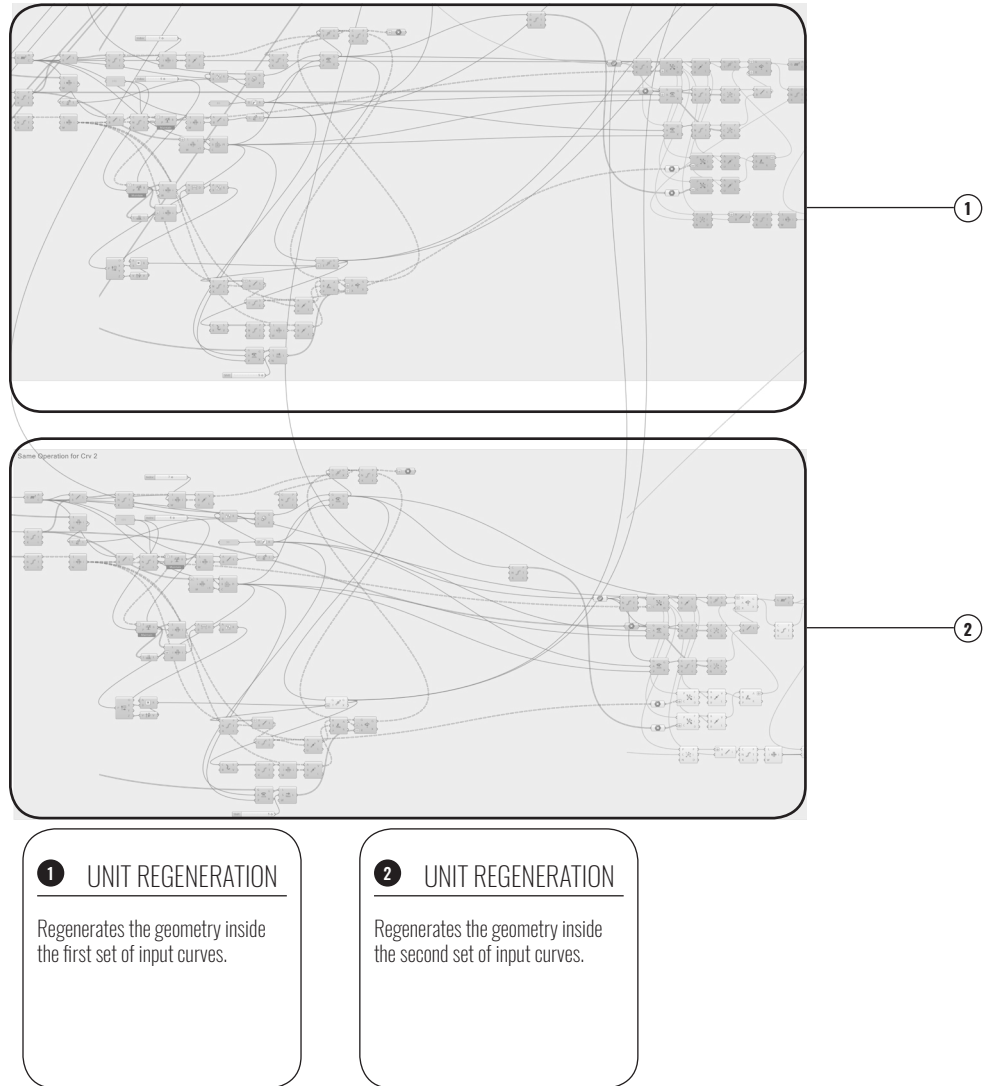 1
Same Operation for Crv 2
2
1 UNIT REGENERATION
Regenerates the geometry inside
the first set of input curves.
2 UNIT REGENERATION
Regenerates the geometry inside
the second set of input curves.